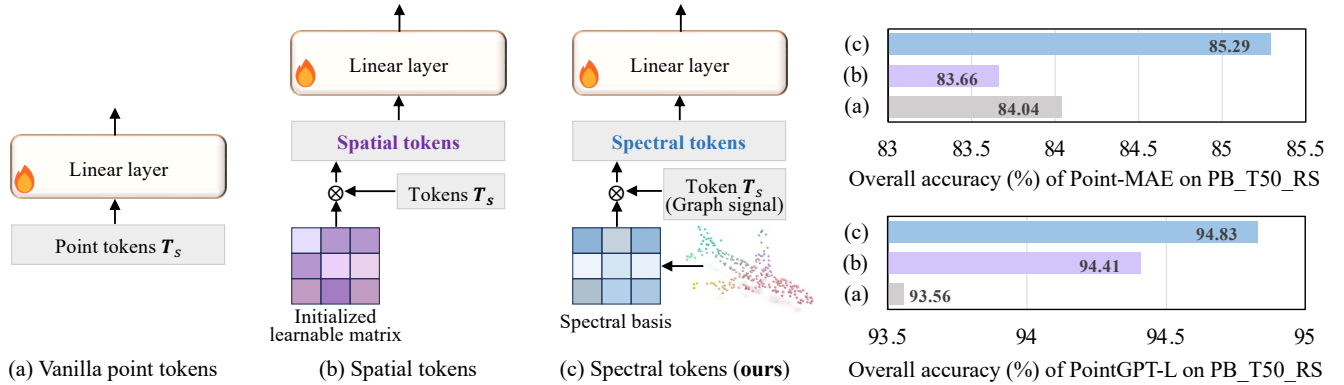 Linear layer
Point tokens T_s
(a) Vanilla point tokens
Linear layer
Spatial tokens
⊗
Tokens T_s
Initialized
learnable matrix
(b) Spatial tokens
Linear layer
Spectral tokens
⊗
Token T_s
(Graph signal)
Spectral basis
(c) Spectral tokens (ours)
(c) 85.29
(b) 83.66
(a) 84.04
83 83.5 84 84.5 85 85.5
Overall accuracy (%) of Point-MAE on PB_T50_RS
(c) 94.83
(b) 94.41
(a) 93.56
93.5 94 94.5 95
Overall accuracy (%) of PointGPT-L on PB_T50_RS